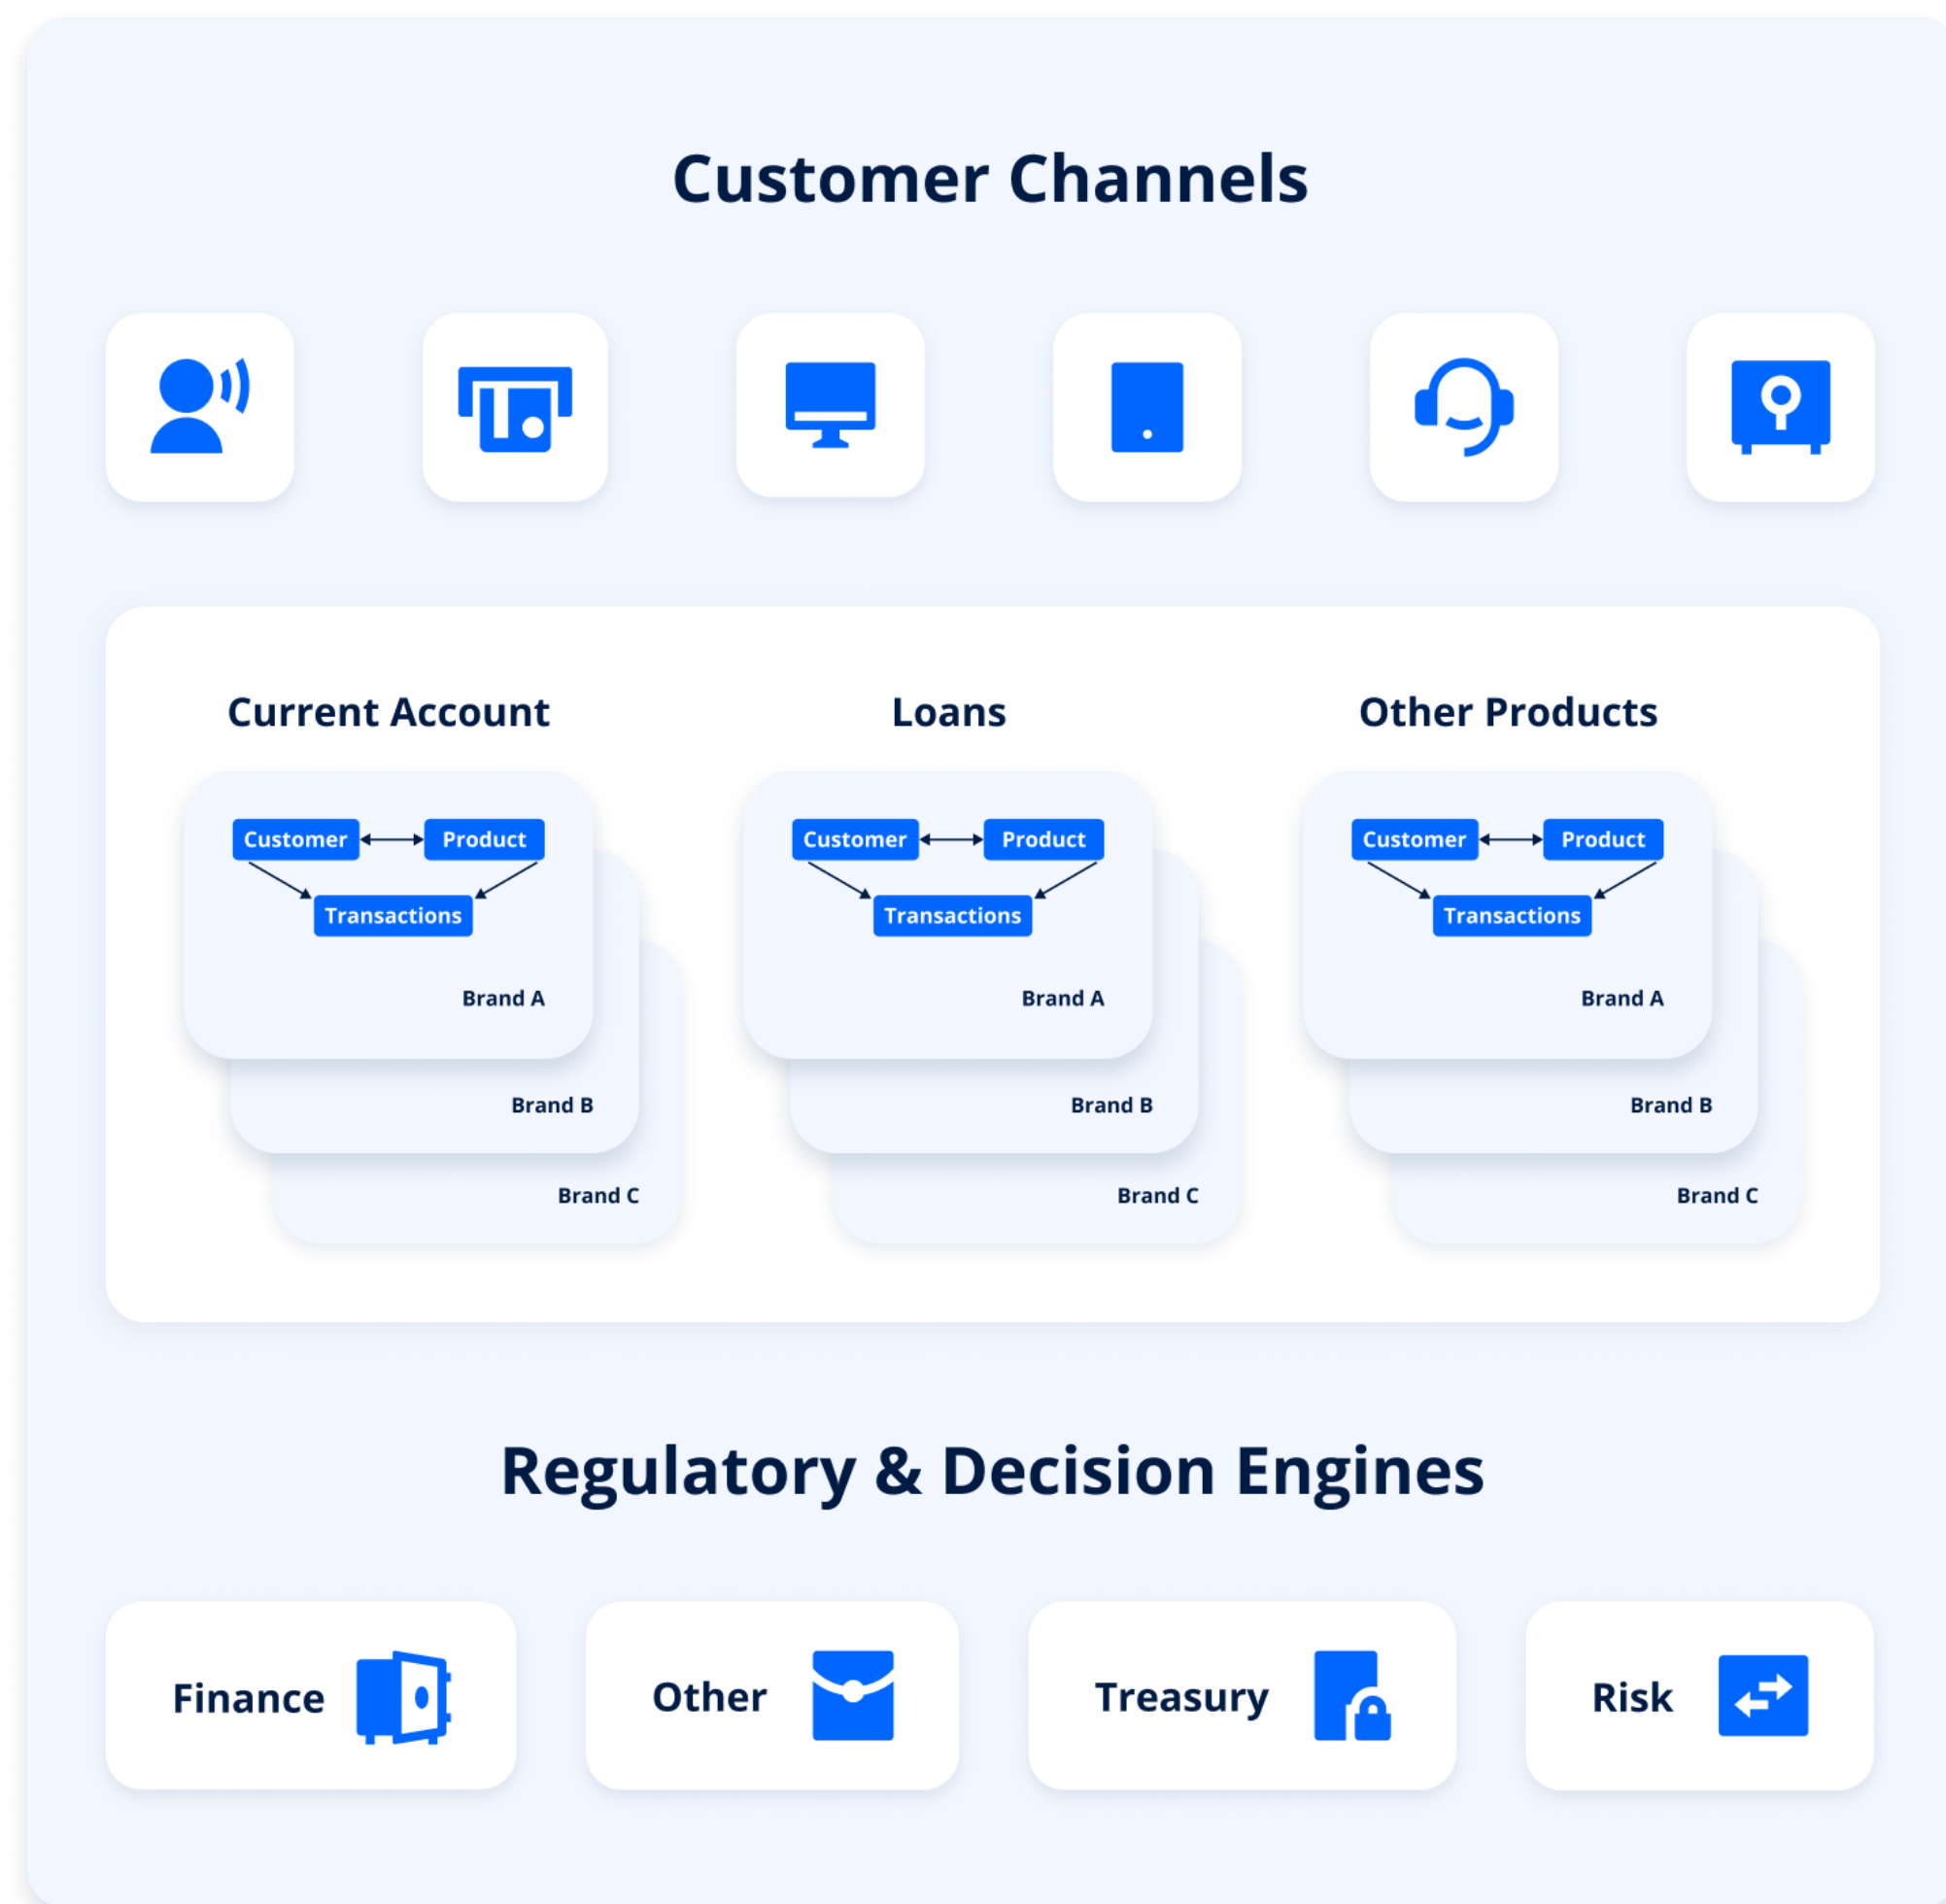 Customer Channels
Current Account
Loans
Other Products
Customer
Product
Transactions
Brand A
Brand B
Brand C
Customer
Product
Transactions
Brand A
Brand B
Brand C
Customer
Product
Transactions
Brand A
Brand B
Brand C
Regulatory & Decision Engines
Finance
Other
Treasury
Risk